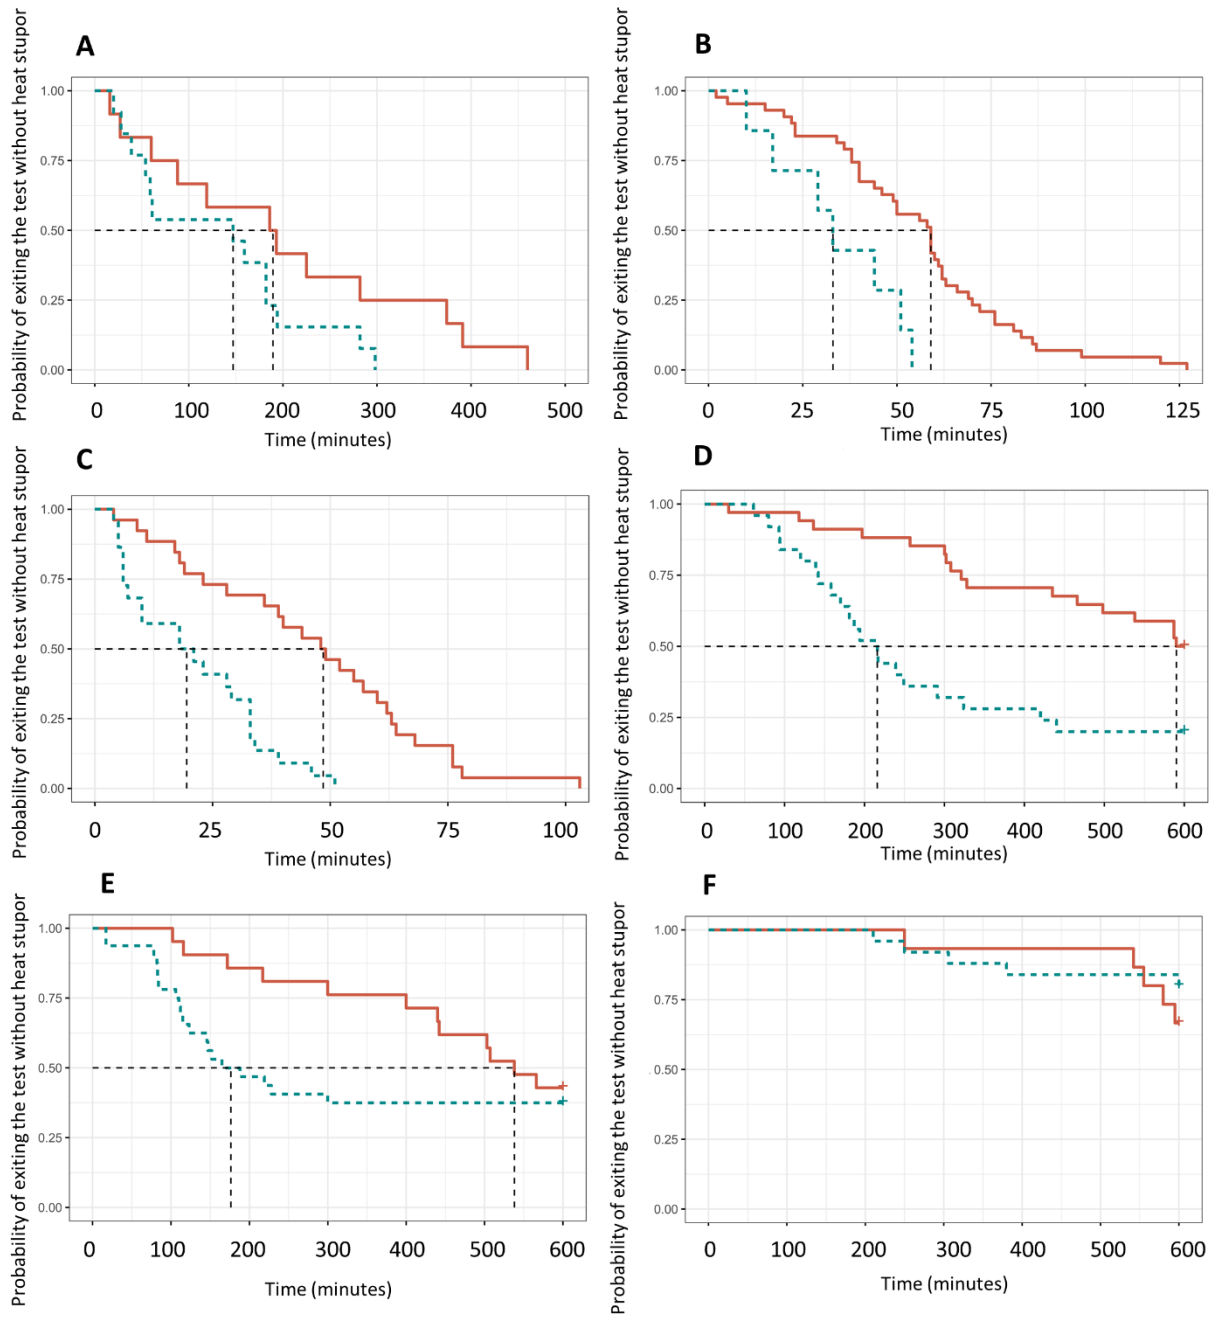 A
Probability of exiting the test without heat stupor
1.00
0.75
0.50
0.25
0.00
0 100 200 300 400 500
Time (minutes)
B
Probability of exiting the test without heat stupor
1.00
0.75
0.50
0.25
0.00
0 25 50 75 100 125
Time (minutes)
C
Probability of exiting the test without heat stupor
1.00
0.75
0.50
0.25
0.00
0 25 50 75 100
Time (minutes)
D
Probability of exiting the test without heat stupor
1.00
0.75
0.50
0.25
0.00
0 100 200 300 400 500 600
Time (minutes)
E
Probability of exiting the test without heat stupor
1.00
0.75
0.50
0.25
0.00
0 100 200 300 400 500 600
Time (minutes)
F
Probability of exiting the test without heat stupor
1.00
0.75
0.50
0.25
0.00
0 100 200 300 400 500 600
Time (minutes)